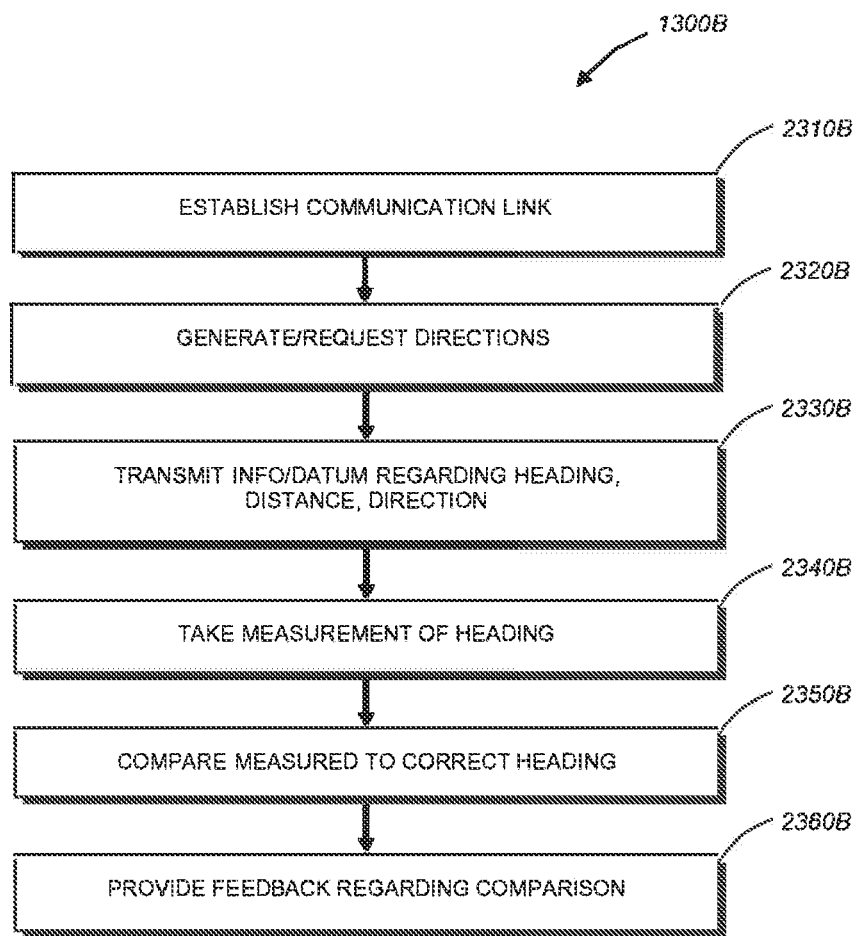 1300B
2310B
ESTABLISH COMMUNICATION LINK
2320B
GENERATE/REQUEST DIRECTIONS
2330B
TRANSMIT INFO/DATUM REGARDING HEADING,
DISTANCE, DIRECTION
2340B
TAKE MEASUREMENT OF HEADING
2350B
COMPARE MEASURED TO CORRECT HEADING
2360B
PROVIDE FEEDBACK REGARDING COMPARISON